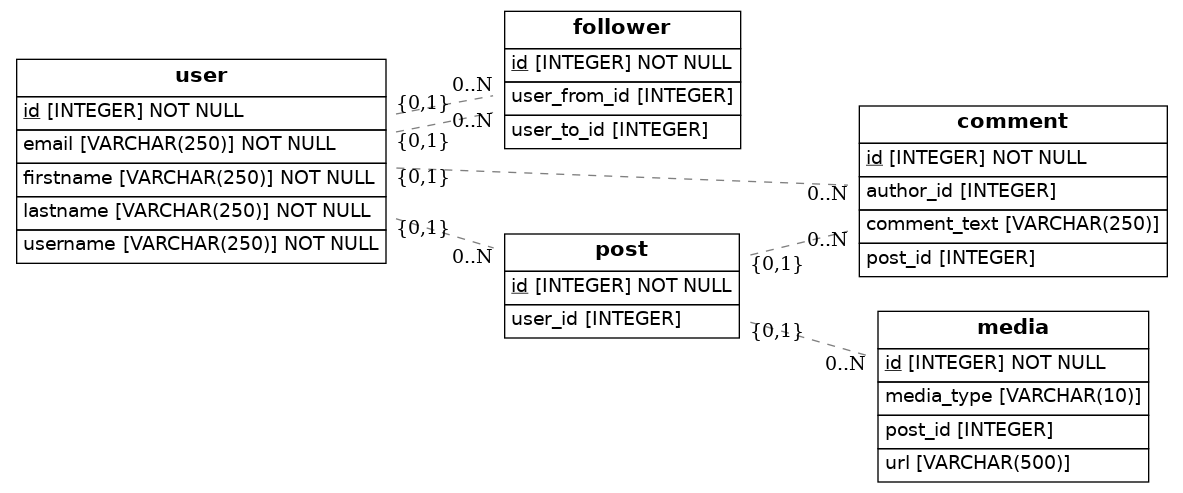 user
id [INTEGER] NOT NULL
email [VARCHAR(250)] NOT NULL
firstname [VARCHAR(250)] NOT NULL
lastname [VARCHAR(250)] NOT NULL
username [VARCHAR(250)] NOT NULL
follower
id [INTEGER] NOT NULL
user_from_id [INTEGER]
user_to_id [INTEGER]
0..N
{0,1}
0..N
{0,1}
{0,1}
0..N
{0,1}
0..N
post
id [INTEGER] NOT NULL
user_id [INTEGER]
comment
id [INTEGER] NOT NULL
author_id [INTEGER]
comment_text [VARCHAR(250)]
post_id [INTEGER]
0..N
{0,1}
{0,1}
0..N
media
id [INTEGER] NOT NULL
media_type [VARCHAR(10)]
post_id [INTEGER]
url [VARCHAR(500)]